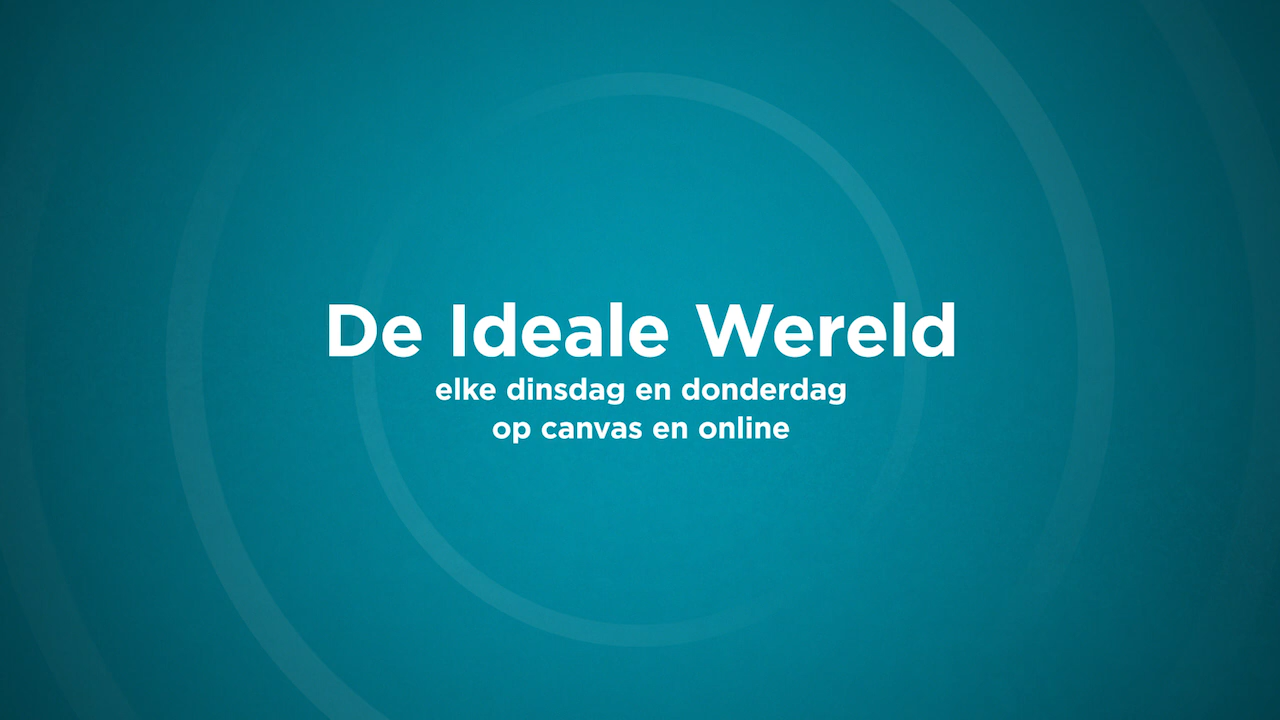 De Ideale Wereld
elke dinsdag en donderdag
op canvas en online